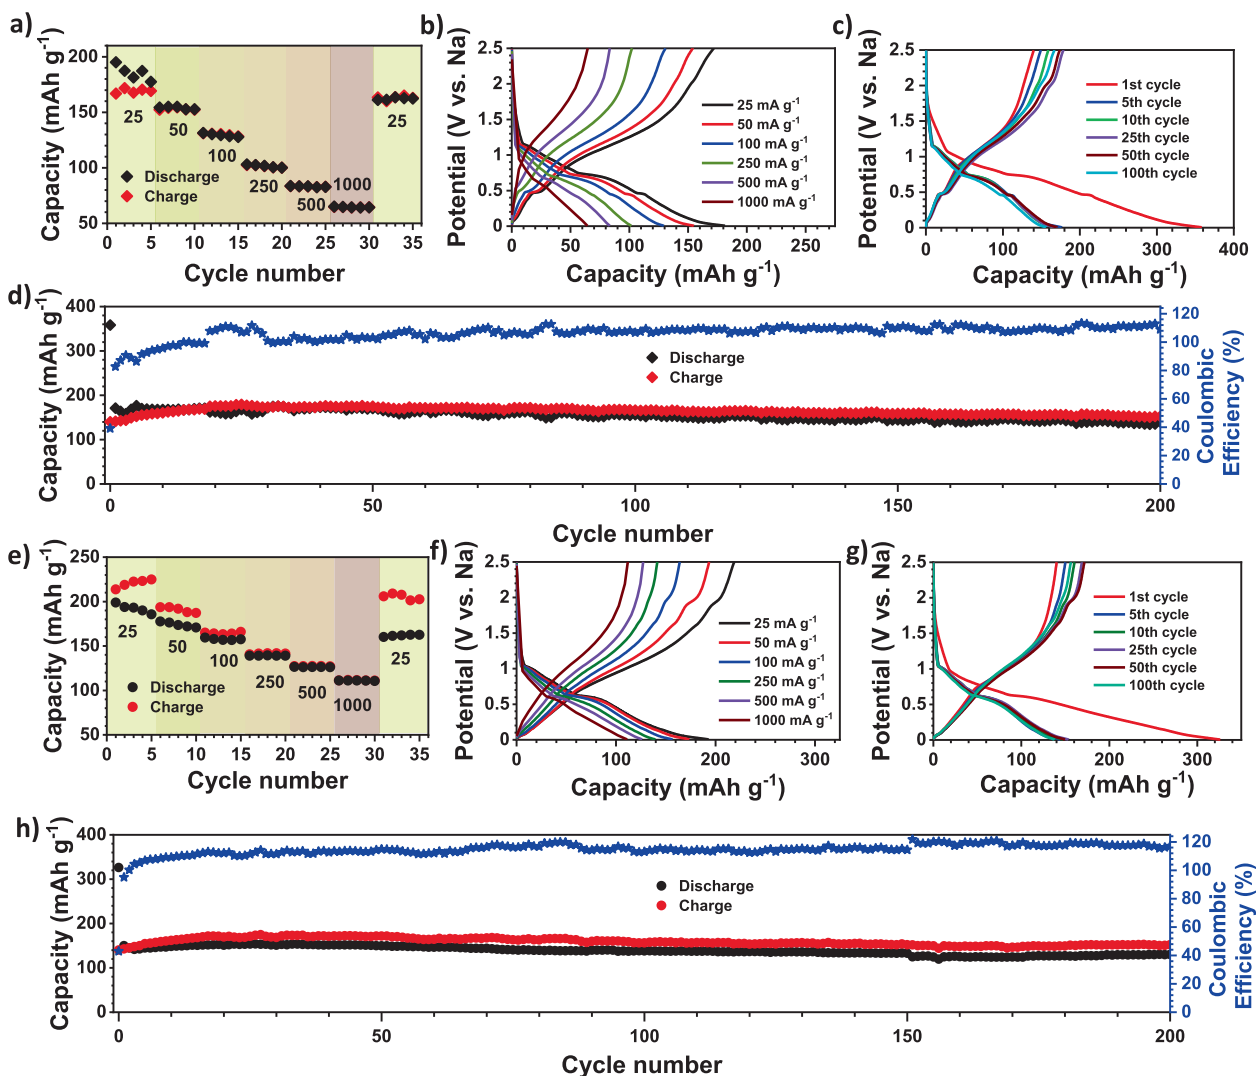 a)
Capacity (mAh g-1)
200
150
100
50
25
50
100
250
500
1000
25
Discharge
Charge
0 5 10 15 20 25 30 35
Cycle number
b)
Potential (V vs. Na)
2.5
2
1.5
1
0.5
0
25 mA g-1
50 mA g-1
100 mA g-1
250 mA g-1
500 mA g-1
1000 mA g-1
0 50 100 150 200 250
Capacity (mAh g-1)
c)
Potential (V vs. Na)
2.5
2
1.5
1
0.5
0
1st cycle
5th cycle
10th cycle
25th cycle
50th cycle
100th cycle
0 100 200 300 400
Capacity (mAh g-1)
d)
Capacity (mAh g-1)
400
300
200
100
0
Discharge
Charge
120
100
80
60
40
20
0
Coulombic
Efficiency (%)
0 50 100 150 200
Cycle number
e)
Capacity (mAh g-1)
250
200
150
100
50
25
50
100
250
500
1000
25
Discharge
Charge
0 5 10 15 20 25 30 35
Cycle number
f)
Potential (V vs. Na)
2.5
2
1.5
1
0.5
0
25 mA g-1
50 mA g-1
100 mA g-1
250 mA g-1
500 mA g-1
1000 mA g-1
0 100 200 300
Capacity (mAh g-1)
g)
Potential (V vs. Na)
2.5
2
1.5
1
0.5
0
1st cycle
5th cycle
10th cycle
25th cycle
50th cycle
100th cycle
0 100 200 300
Capacity (mAh g-1)
h)
Capacity (mAh g-1)
400
300
200
100
0
Discharge
Charge
120
100
80
60
40
20
0
Coulombic
Efficiency (%)
0 50 100 150 200
Cycle number